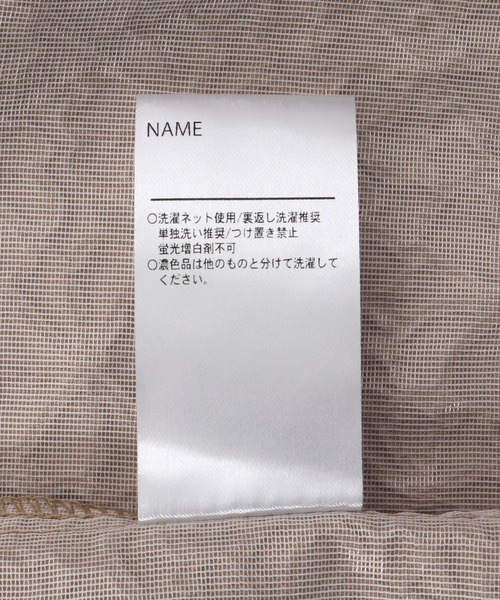 NAME
○洗濯ネット使用/裏返し洗濯推奨
単独洗い推奨/つけ置き禁止
蛍光増白剤不可
○濃色品は他のものと分けて洗濯して
ください。